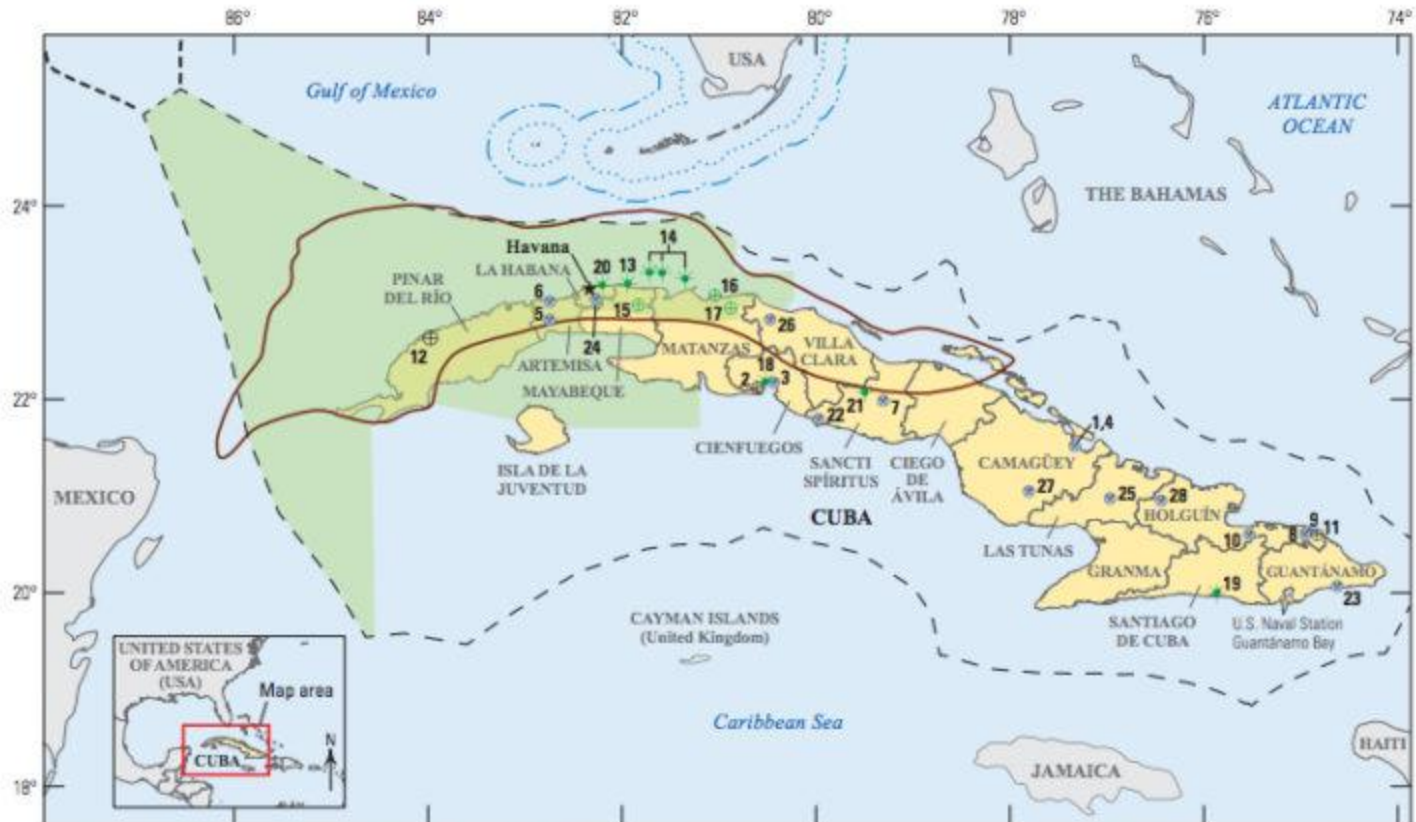 86°
84°
82°
80°
78°
76°
74°
USA
Gulf of Mexico
ATLANTIC
OCEAN
THE BAHAMAS
24°
Havana
LA HABANA
20
13
14
PINAR
DEL RÍO
6
5
15
16
17
12
24
26
ARTEMISA
MAYABEQUE
MATANZAS
VILLA
CLARA
18
2
3
22°
21
7
22
1,4
CIENFUEGOS
SANCTI
SPÍRITUS
CIEGO
DE
ÁVILA
CAMAGÜEY
ISLA DE LA
JUVENTUD
MEXICO
CUBA
27
25
28
HOLGUÍN
9
8
11
10
LAS TUNAS
GRANMA
GUANTÁNAMO
20°
19
23
CAYMAN ISLANDS
(United Kingdom)
SANTIAGO
DE CUBA
U.S. Naval Station
Guantánamo Bay
UNITED STATES
OF AMERICA
(USA)
Map area
CUBA
N
Caribbean Sea
HAITI
JAMAICA
18°